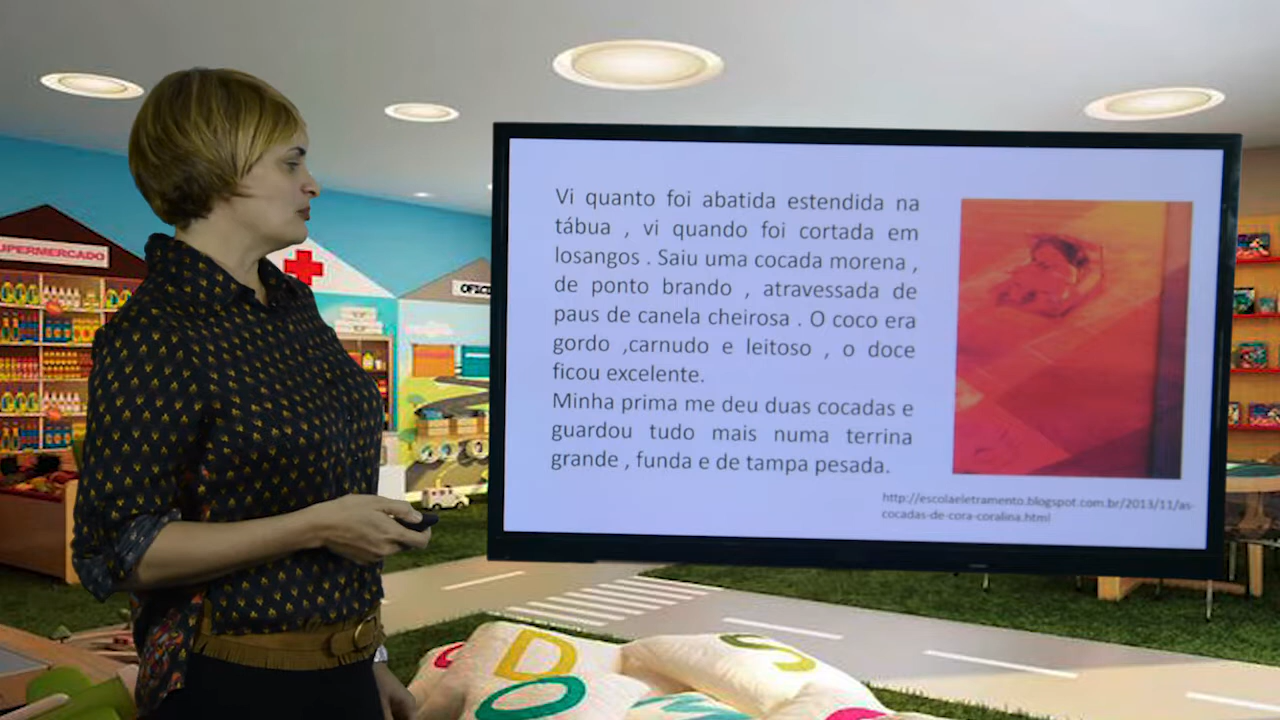 UPERMERCADO
OFIC
Vi quanto foi abatida estendida na
tábua , vi quando foi cortada em
losangos . Saiu uma cocada morena ,
de ponto brando , atravessada de
paus de canela cheirosa . O coco era
gordo ,carnudo e leitoso , o doce
ficou excelente.
Minha prima me deu duas cocadas e
guardou tudo mais numa terrina
grande , funda e de tampa pesada.
http://escolaeletramento.blogspot.com.br/2013/11/as-
cocadas-de-cora-coralina.html
D
O
S